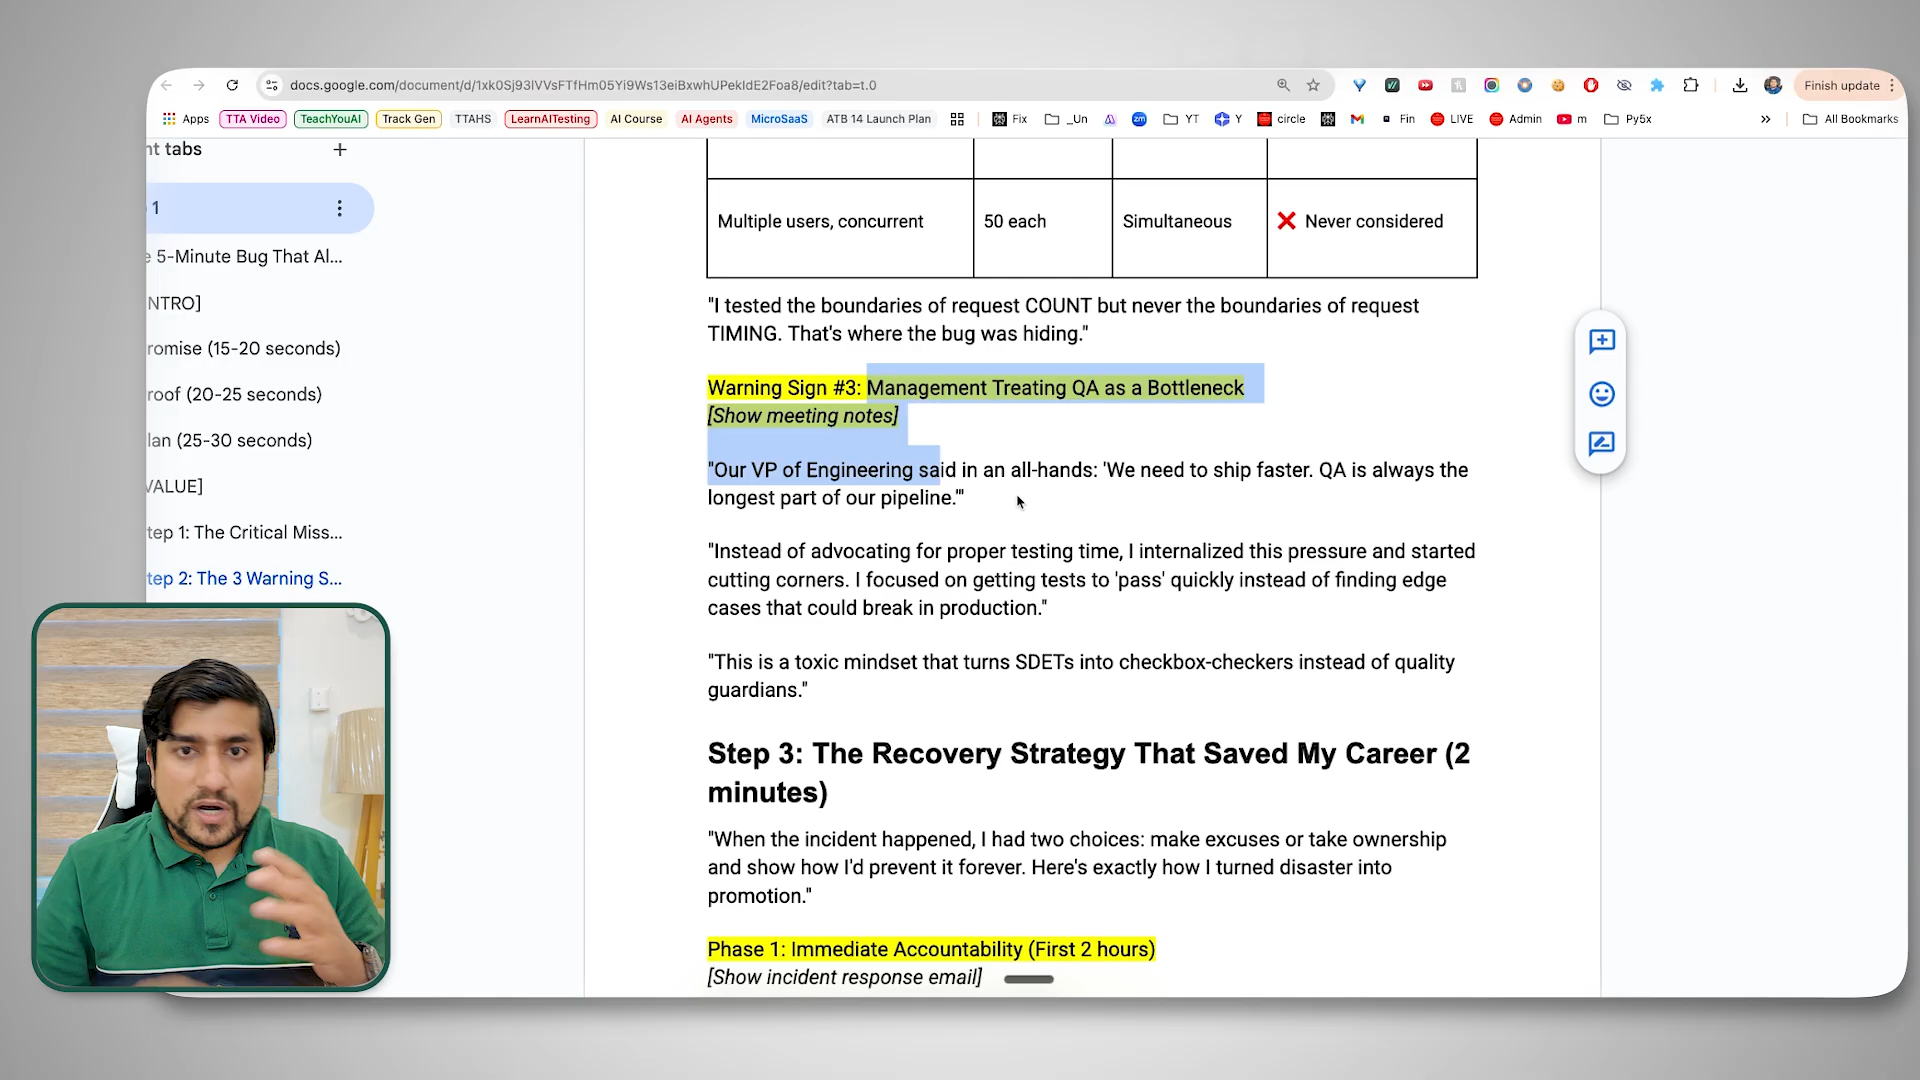 docs.google.com/document/d/1xk0Sj93lVVsFTfHm05Yi9Ws13eiBxwhUPekIdE2Foa8/edit?tab=t.0
Finish update
Apps
TTA Video
TeachYouAI
Track Gen
TTAHS
LearnAITesting
AI Course
AI Agents
MicroSaaS
ATB 14 Launch Plan
Fix
_Un
zm
YT
Y
circle
Fin
LIVE
Admin
m
Py5x
All Bookmarks
nt tabs
1
e 5-Minute Bug That Al...
NTRO]
romise (15-20 seconds)
roof (20-25 seconds)
lan (25-30 seconds)
VALUE]
tep 1: The Critical Miss...
tep 2: The 3 Warning S...
Multiple users, concurrent
50 each
Simultaneous
❌ Never considered
"I tested the boundaries of request COUNT but never the boundaries of request
TIMING. That's where the bug was hiding."
Warning Sign #3: Management Treating QA as a Bottleneck
[Show meeting notes]
"Our VP of Engineering said in an all-hands: 'We need to ship faster. QA is always the
longest part of our pipeline.'"
"Instead of advocating for proper testing time, I internalized this pressure and started
cutting corners. I focused on getting tests to 'pass' quickly instead of finding edge
cases that could break in production."
"This is a toxic mindset that turns SDETs into checkbox-checkers instead of quality
guardians."
Step 3: The Recovery Strategy That Saved My Career (2
minutes)
"When the incident happened, I had two choices: make excuses or take ownership
and show how I'd prevent it forever. Here's exactly how I turned disaster into
promotion."
Phase 1: Immediate Accountability (First 2 hours)
[Show incident response email]